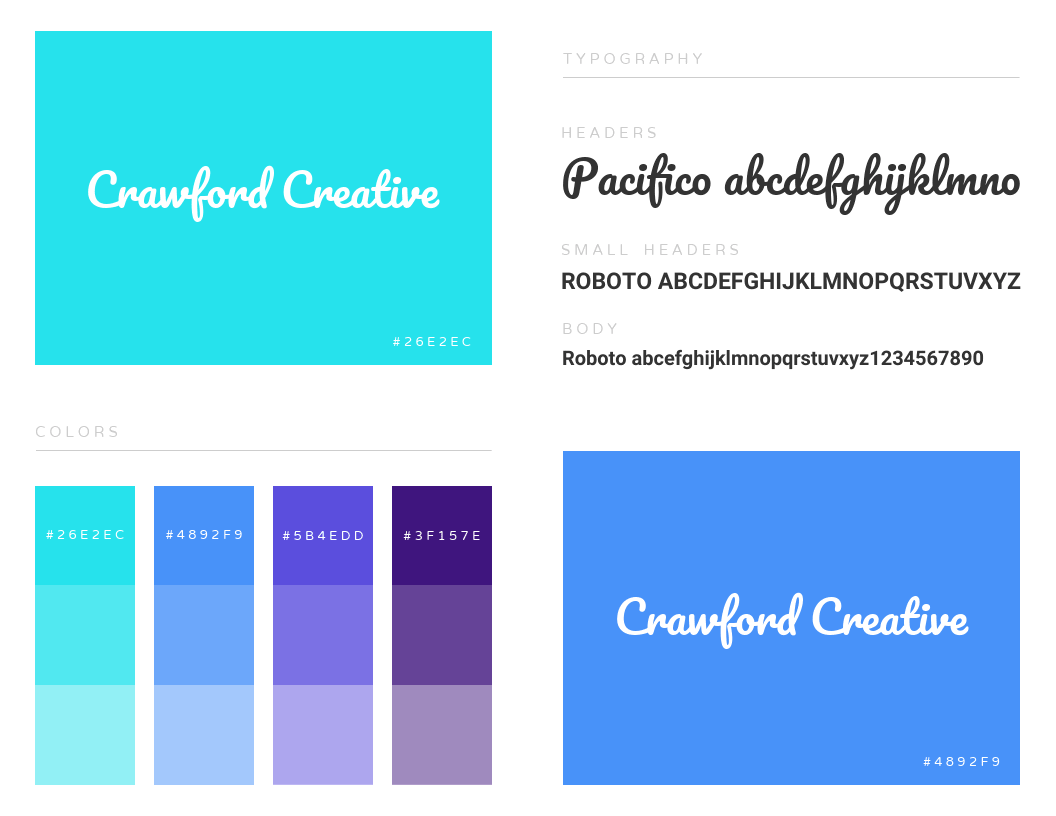 Crawford Creative
#26E2EC
TYPOGRAPHY
HEADERS
Pacifico abcdefghijklmno
SMALL HEADERS
ROBOTO ABCDEFGHIJKLMNOPQRSTUVXYZ
BODY
Roboto abcefghijklmnopqrstuvxyz1234567890
COLORS
#26E2EC
#4892F9
#5B4EDD
#3F157E
Crawford Creative
#4892F9